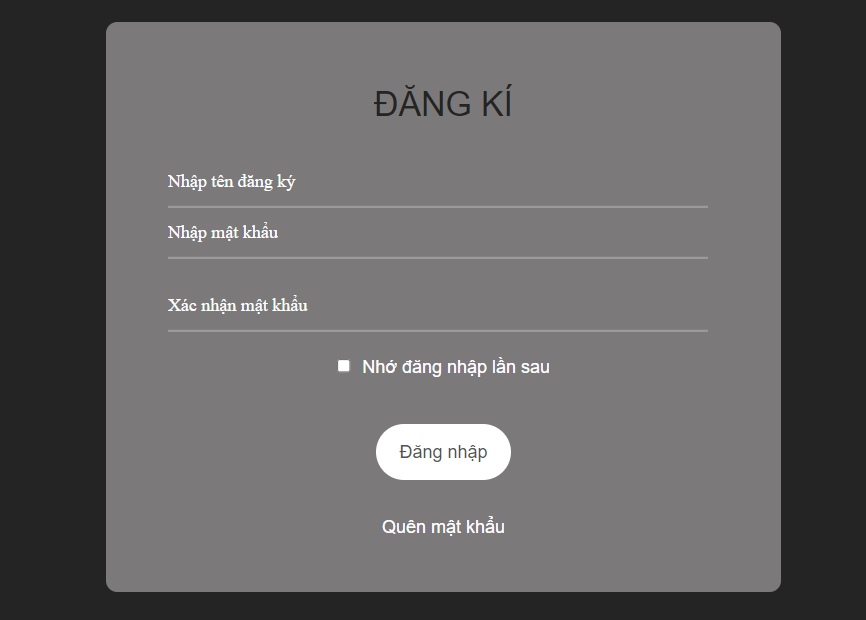 ĐĂNG KÍ
Nhập tên đăng ký
Nhập mật khẩu
Xác nhận mật khẩu
Nhớ đăng nhập lần sau
Đăng nhập
Quên mật khẩu